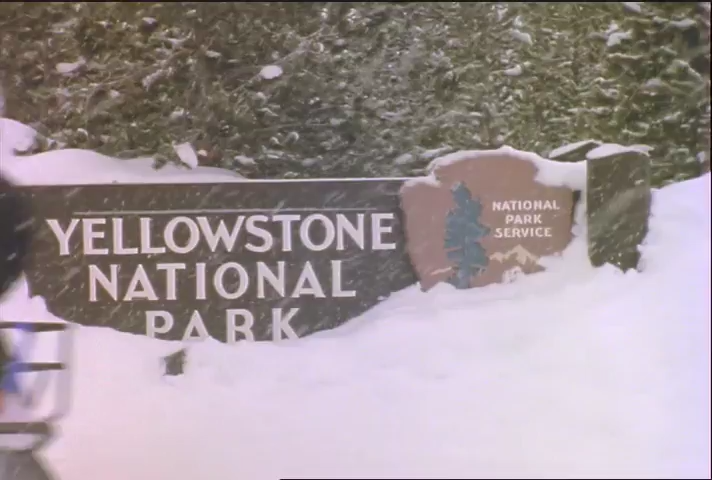 YELLOWSTONE
NATIONAL
PARK
NATIONAL
PARK
SERVICE